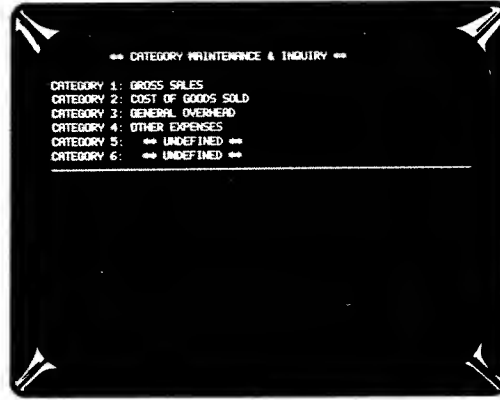 ** CATEGORY MAINTENANCE & INQUIRY **
CATEGORY 1: GROSS SALES
CATEGORY 2: COST OF GOODS SOLD
CATEGORY 3: GENERAL OVERHEAD
CATEGORY 4: OTHER EXPENSES
CATEGORY 5: ** UNDEFINED **
CATEGORY 6: ** UNDEFINED **